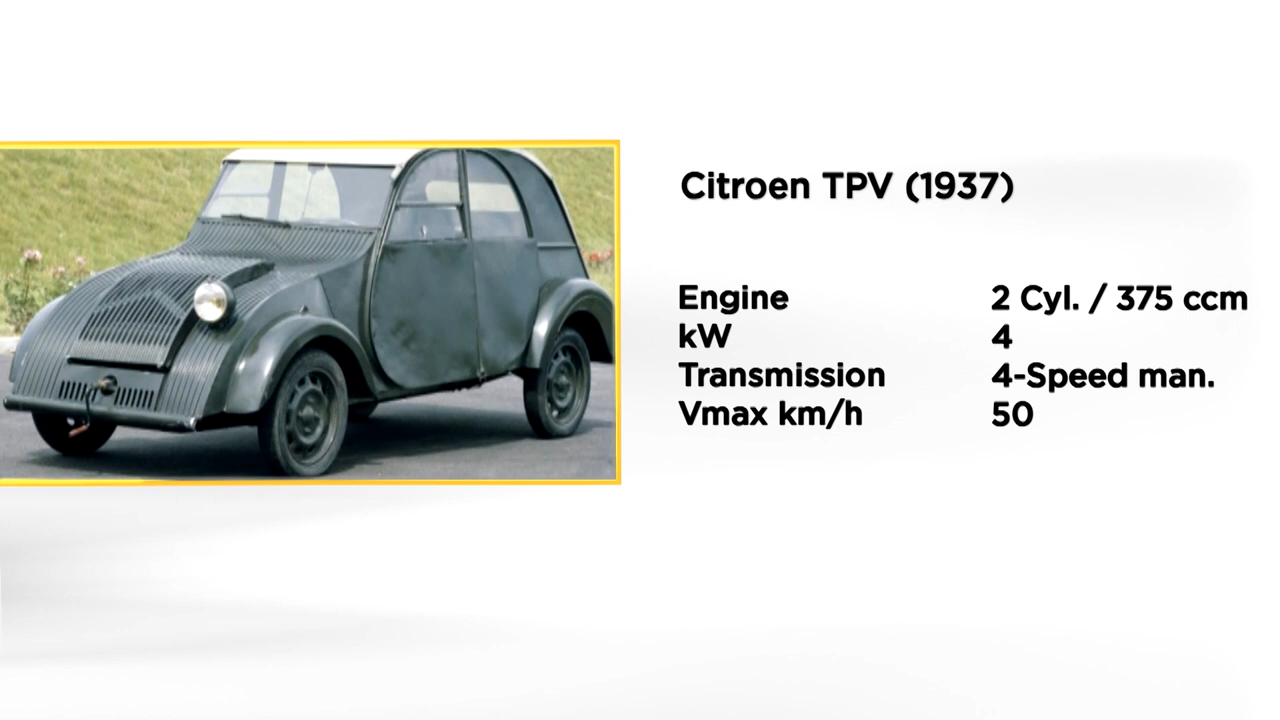 Citroen TPV (1937)
Engine 2 Cyl. / 375 ccm
kW 4
Transmission 4-Speed man.
Vmax km/h 50